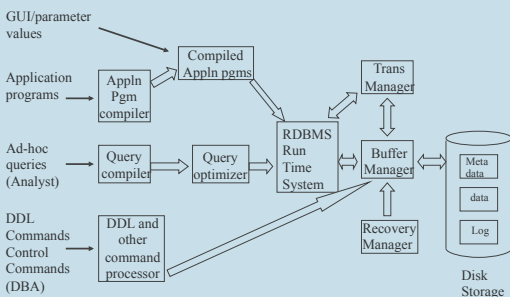 GUI/parameter
values
Compiled
Appln pgms
Trans
Manager
Application
programs
Appln
Pgm
compiler
RDBMS
Run
Time
System
Ad-hoc
queries
(Analyst)
Query
compiler
Query
optimizer
Buffer
Manager
Meta
data
data
Log
DDL
Commands
Control
Commands
(DBA)
DDL and
other
command
processor
Recovery
Manager
Disk
Storage